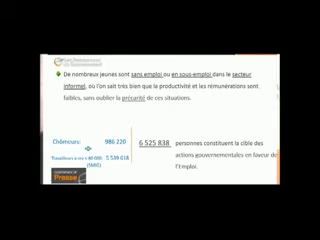 De nombreux jeunes sont sans emploi ou en sous-emploi dans le secteur
informel, où l'on sait très bien que la productivité et les rémunérations sont
faibles, sans oublier la précarité de ces situations.
Chômeurs: 986 220
6 525 838 personnes constituent la cible des
actions gouvernementales en faveur de
l'Emploi.
5 539 618
(SMIG)
Presse